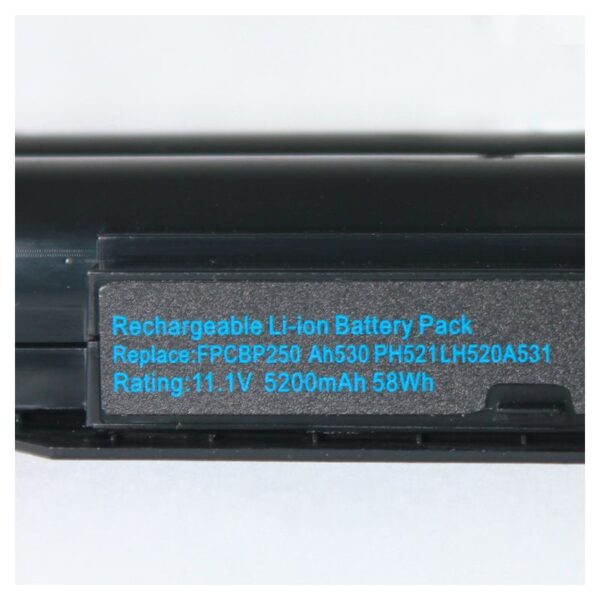 Rechargeable Li-ion Battery Pack
Replace:FPCBP250 Ah530 PH521LH520A531
Rating:11.1V 5200mAh 58Wh